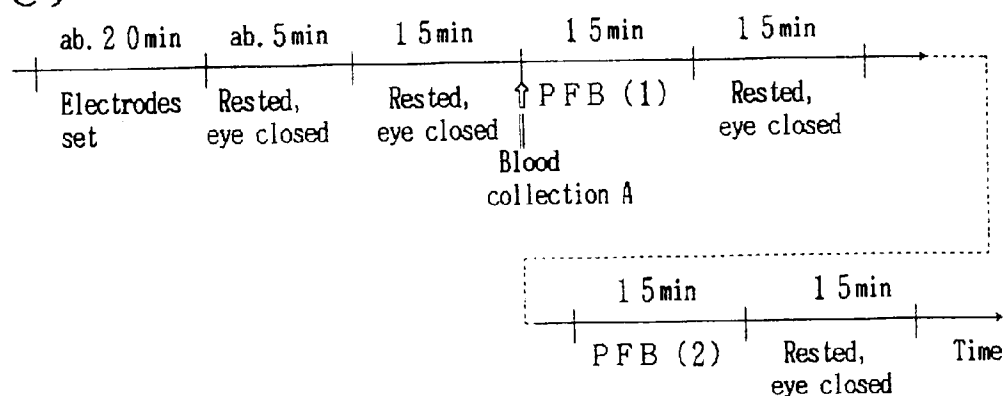 ab. 20min ab. 5min 15min 15min 15min
Electrodes set
Rested, eye closed
Rested, eye closed
PFB (1)
Rested, eye closed
Blood
collection A
15min 15min
PFB (2)
Rested, eye closed
Time